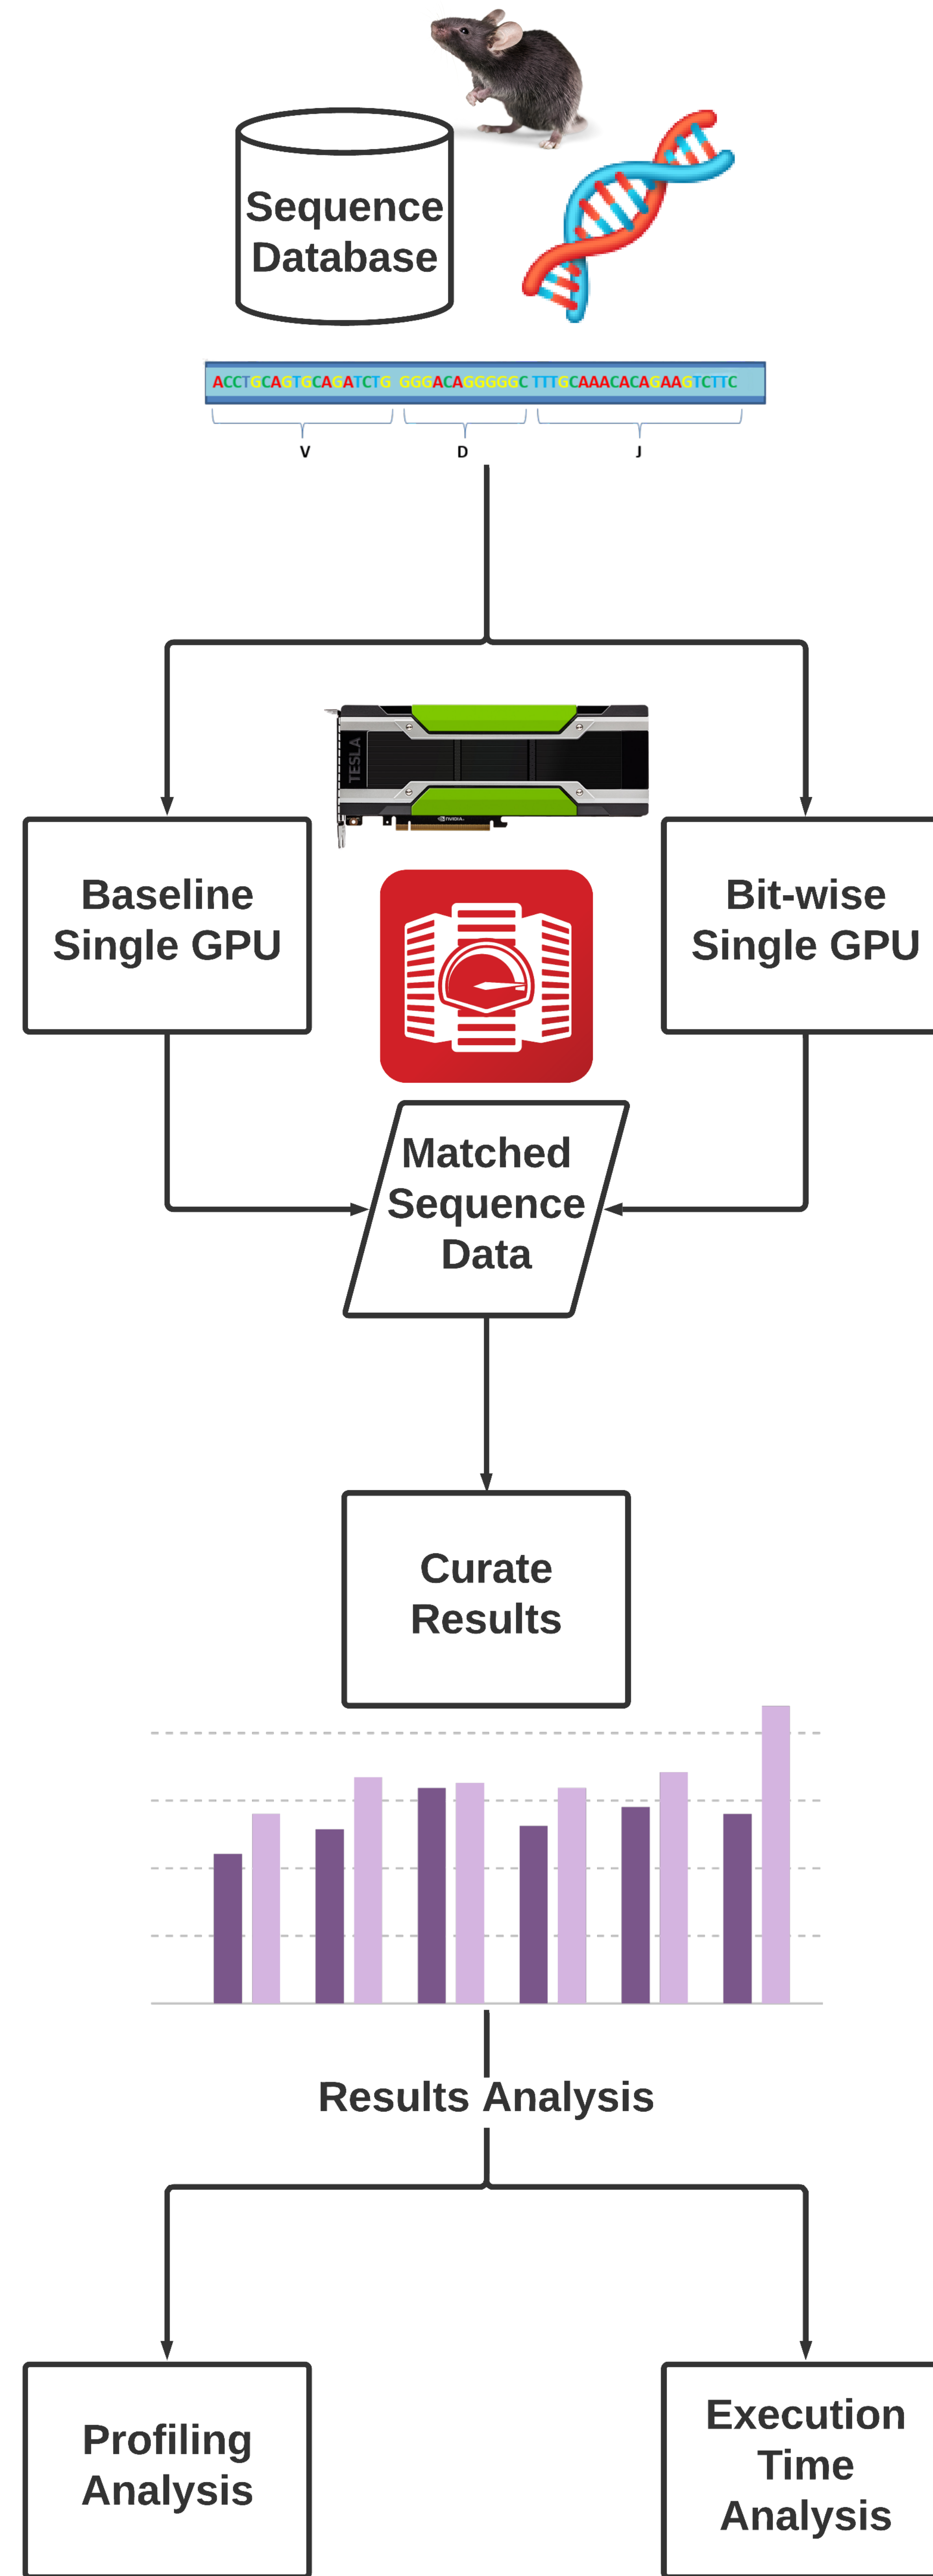 Sequence
Database
ACCTGCAGTGCAGATCTG GGGACAGGGGGC TTTGCAAACACAGAAGTCTTC
V D J
TESLA
NVIDIA
Baseline
Single GPU
Bit-wise
Single GPU
Matched
Sequence
Data
Curate
Results
Results Analysis
Profiling
Analysis
Execution
Time
Analysis